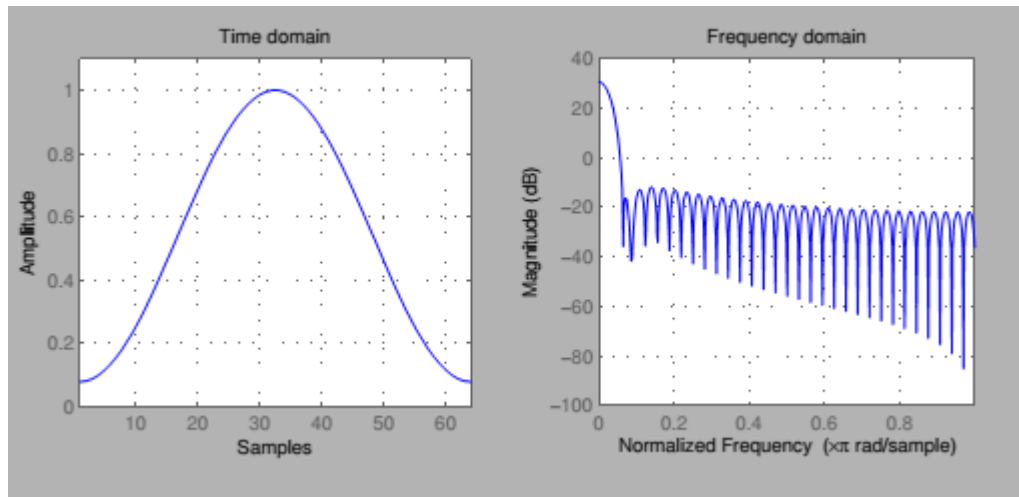 Time domain
Amplitude
1
0.8
0.6
0.4
0.2
0
10 20 30 40 50 60
Samples
Frequency domain
Magnitude (dB)
40
20
0
−20
−40
−60
−80
−100
0 0.2 0.4 0.6 0.8
Normalized Frequency (×π rad/sample)